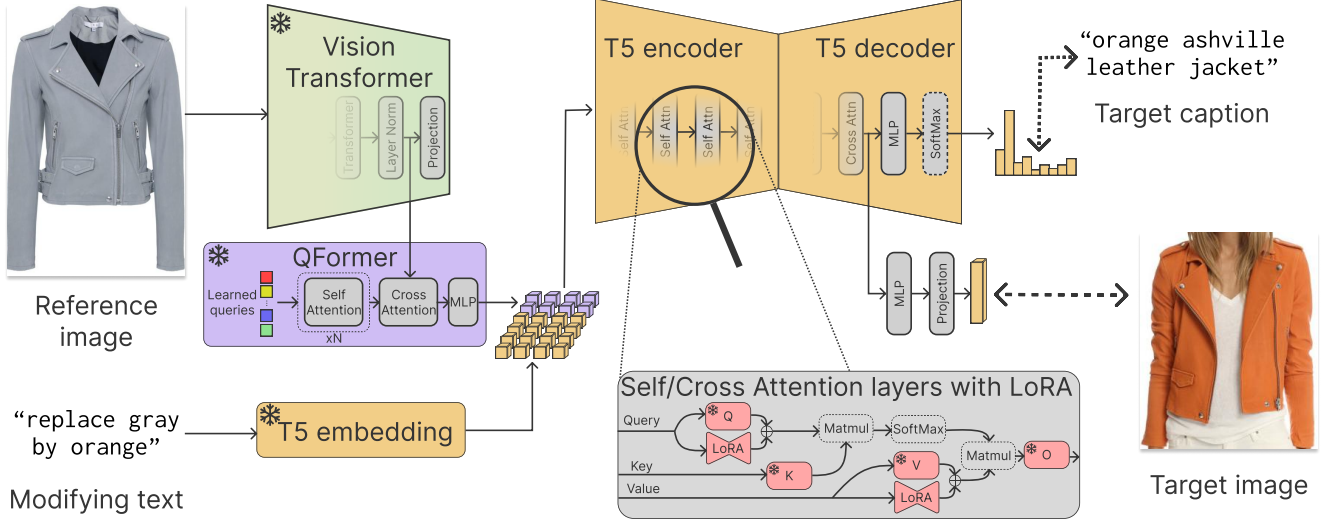 Vision
Transformer
Transformer
Layer Norm
Projection
QFormer
Learned
queries
Self
Attention
xN
Cross
Attention
MLP
Reference
image
“replace gray
by orange”
Modifying text
T5 embedding
T5 encoder
Self Attn
Self Attn
Self Attn
Self Attn
T5 decoder
Cross Attn
MLP
SoftMax
“orange ashville
leather jacket”
Target caption
MLP
Projection
Target image
Self/Cross Attention layers with LoRA
Query
Q
LoRA
Matmul
SoftMax
Key
K
Value
V
LoRA
Matmul
O